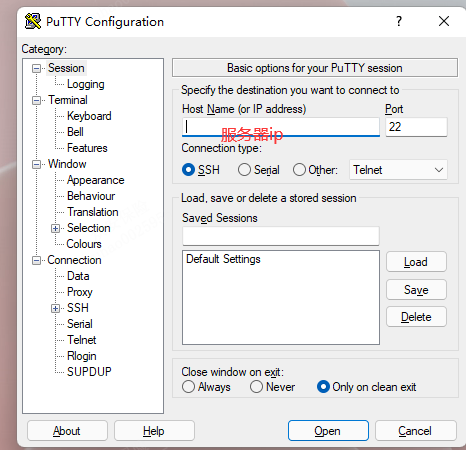 PuTTY Configuration
?
Category:
Session
Logging
Terminal
Keyboard
Bell
Features
Window
Appearance
Behaviour
Translation
Selection
Colours
Connection
Data
Proxy
SSH
Serial
Telnet
Rlogin
SUPDUP
Basic options for your PuTTY session
Specify the destination you want to connect to
Host Name (or IP address) Port
服务器ip 22
Connection type:
SSH Serial Other: Telnet
Load, save or delete a stored session
Saved Sessions
Default Settings
Load
Save
Delete
Close window on exit:
Always Never Only on clean exit
About Help Open Cancel